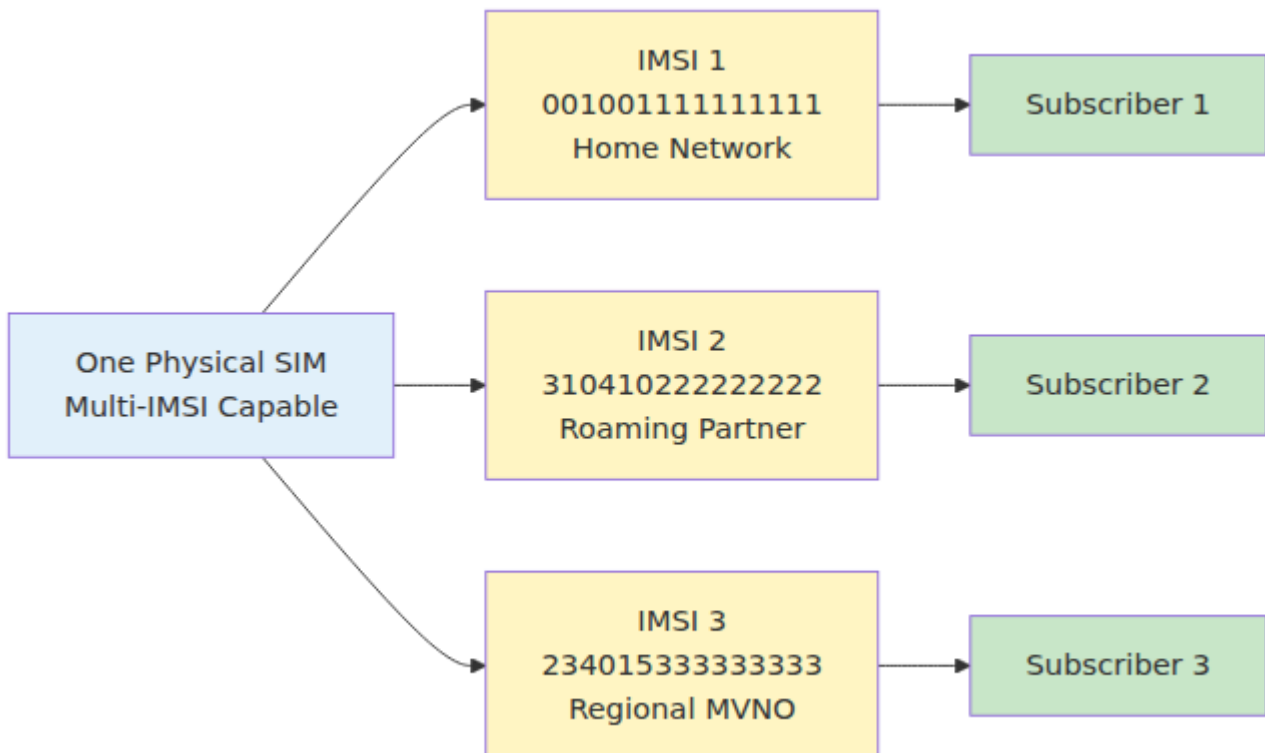 IMSI 1
001001111111111
Home Network
Subscriber 1
One Physical SIM
Multi-IMSI Capable
IMSI 2
310410222222222
Roaming Partner
Subscriber 2
IMSI 3
234015333333333
Regional MVNO
Subscriber 3